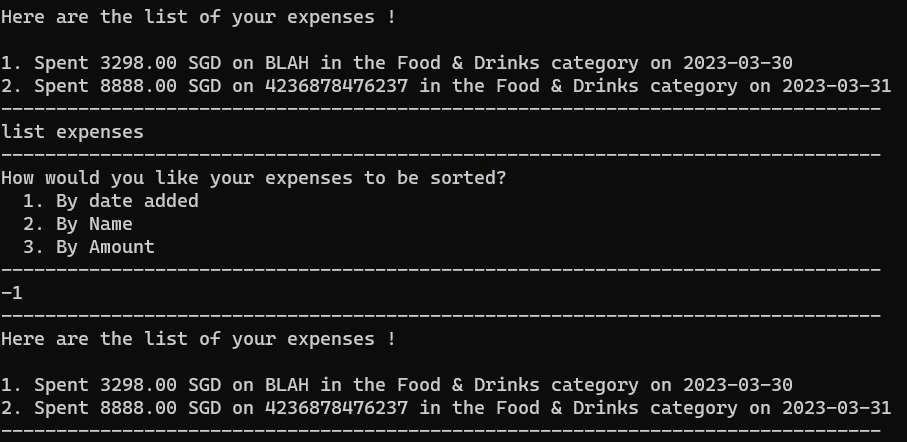 Here are the list of your expenses !
1. Spent 3298.00 SGD on BLAH in the Food & Drinks category on 2023-03-30
2. Spent 8888.00 SGD on 4236878476237 in the Food & Drinks category on 2023-03-31
--------------------------------------------------------------------------------
list expenses
--------------------------------------------------------------------------------
How would you like your expenses to be sorted?
  1. By date added
  2. By Name
  3. By Amount
--------------------------------------------------------------------------------
-1
--------------------------------------------------------------------------------
Here are the list of your expenses !
1. Spent 3298.00 SGD on BLAH in the Food & Drinks category on 2023-03-30
2. Spent 8888.00 SGD on 4236878476237 in the Food & Drinks category on 2023-03-31
--------------------------------------------------------------------------------